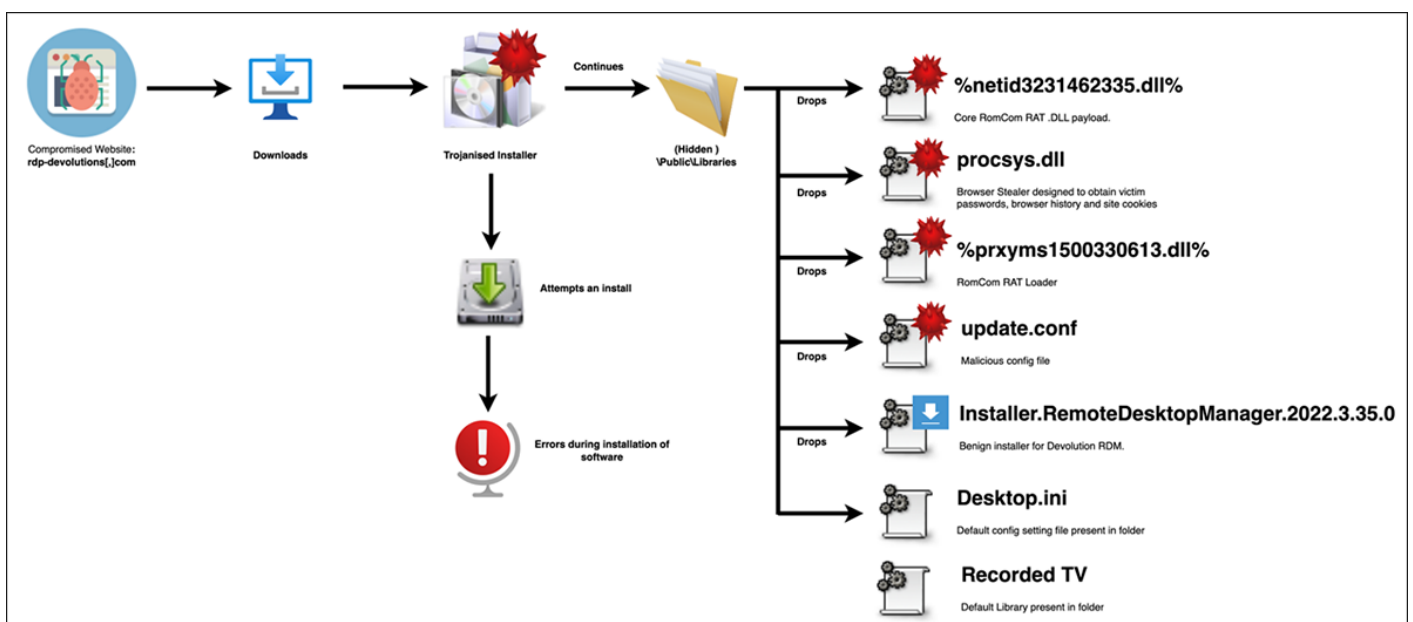 Compromised Website:
rdp-devolutions[,]com
Downloads
Trojanised Installer
Continues
(Hidden )
\Public\Libraries
Attempts an install
Errors during installation of
software
Drops
%netid3231462335.dll%
Core RomCom RAT .DLL payload.
Drops
procsys.dll
Browser Stealer designed to obtain victim
passwords, browser history and site cookies
Drops
%prxyms1500330613.dll%
RomCom RAT Loader
Drops
update.conf
Malicious config file
Drops
Installer.RemoteDesktopManager.2022.3.35.0
Benign installer for Devolution RDM.
Desktop.ini
Default config setting file present in folder
Recorded TV
Default Library present in folder